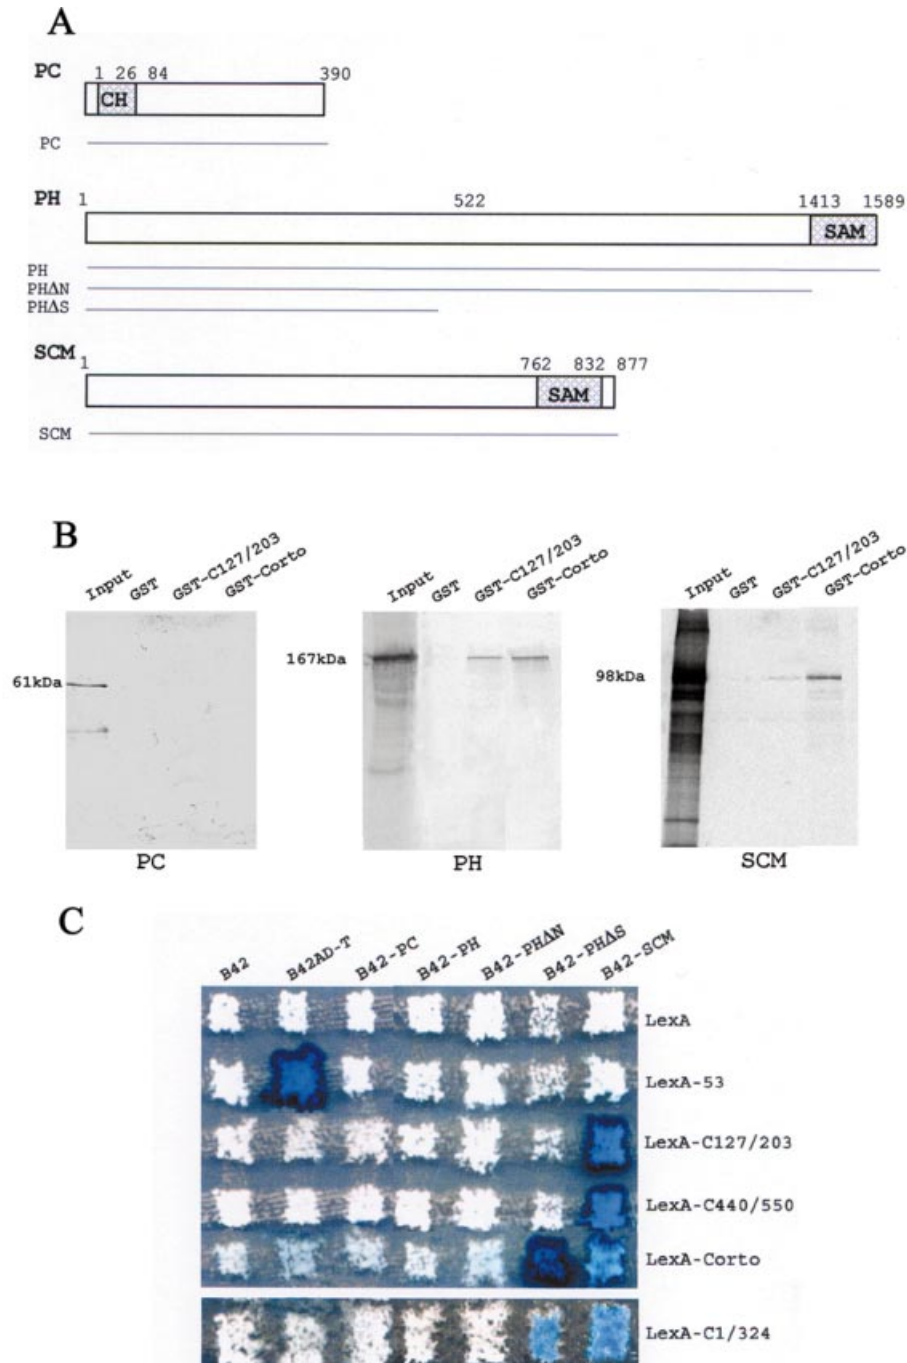 A
PC 1 26 84 390
CH
PC
PH 1 522 1413 1589
SAM
PH
PHΔN
PHΔS
SCM 1 762 832 877
SAM
SCM
B
Input GST GST-C127/203 GST-Corto
61kDa
PC
Input GST GST-C127/203 GST-Corto
167kDa
PH
Input GST GST-C127/203 GST-Corto
98kDa
SCM
C
B42 B42AD-T B42-PC B42-PH B42-PHΔN B42-PHΔS B42-SCM
LexA
LexA-53
LexA-C127/203
LexA-C440/550
LexA-Corto
LexA-C1/324